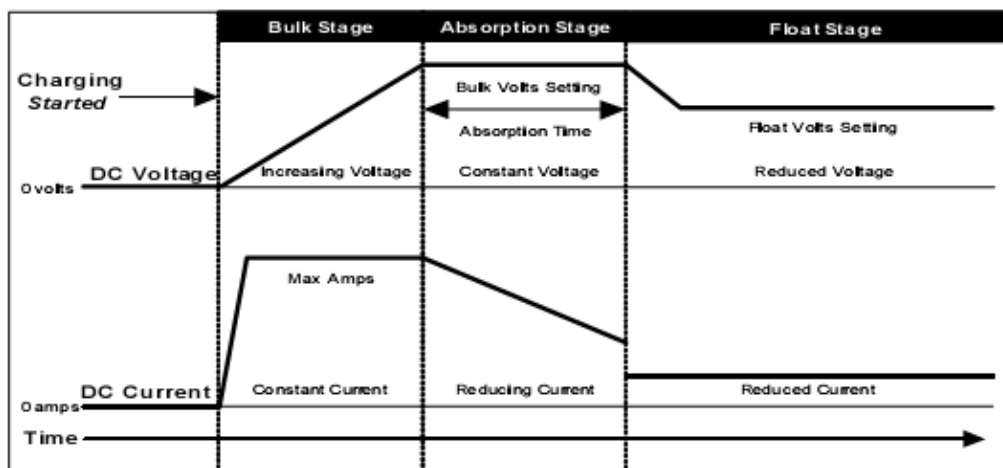 Bulk Stage
Absorption Stage
Float Stage
Charging
Started
Bulk Volts Setting
Absorption Time
Float Volts Setting
DC Voltage
0 volts
Increasing Voltage
Constant Voltage
Reduced Voltage
Max Amps
DC Current
0 amps
Constant Current
Reducing Current
Reduced Current
Time